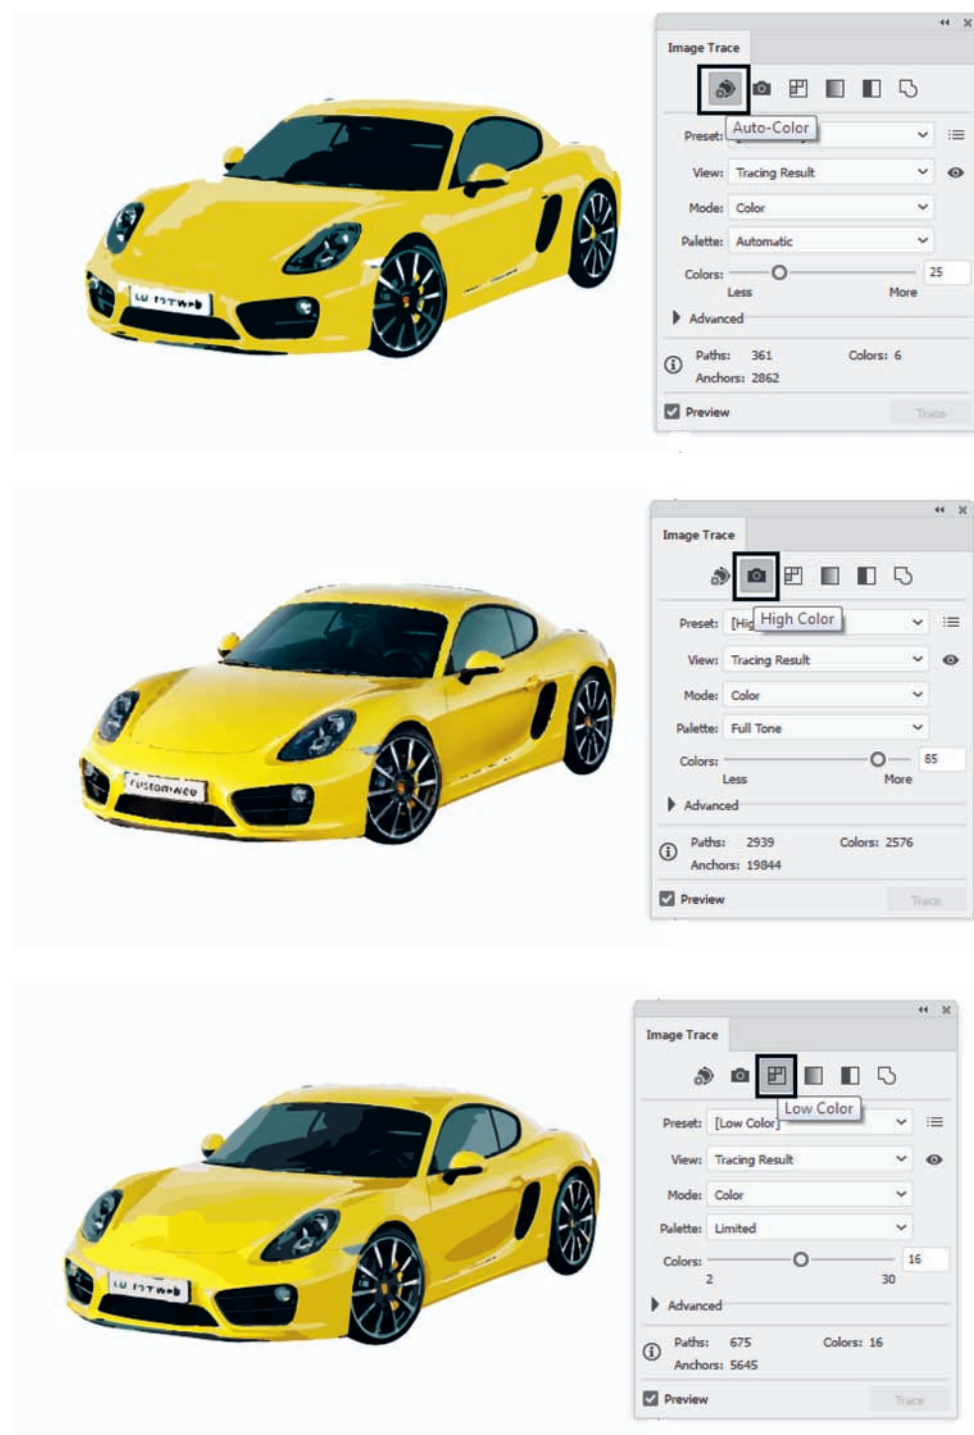 Image Trace
Auto-Color
Preset:
View: Tracing Result
Mode: Color
Palette: Automatic
Colors: 25
Less More
Advanced
Paths: 361 Colors: 6
Anchors: 2862
Preview Trace
Image Trace
High Color
Preset: [Hig
View: Tracing Result
Mode: Color
Palette: Full Tone
Colors: 85
Less More
Advanced
Paths: 2939 Colors: 2576
Anchors: 19844
Preview Trace
Image Trace
Low Color
Preset: [Low Color]
View: Tracing Result
Mode: Color
Palette: Limited
Colors: 16
2 30
Advanced
Paths: 675 Colors: 16
Anchors: 5645
Preview Trace